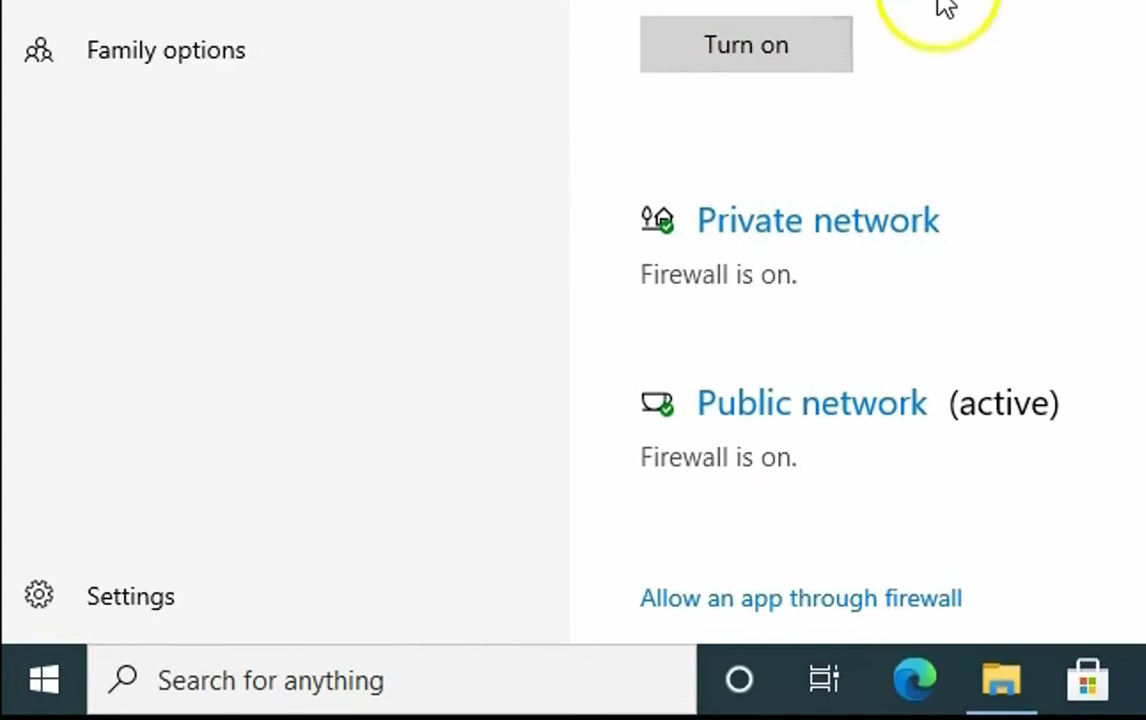 Family options
Turn on
Private network
Firewall is on.
Public network (active)
Firewall is on.
Settings
Allow an app through firewall
Search for anything